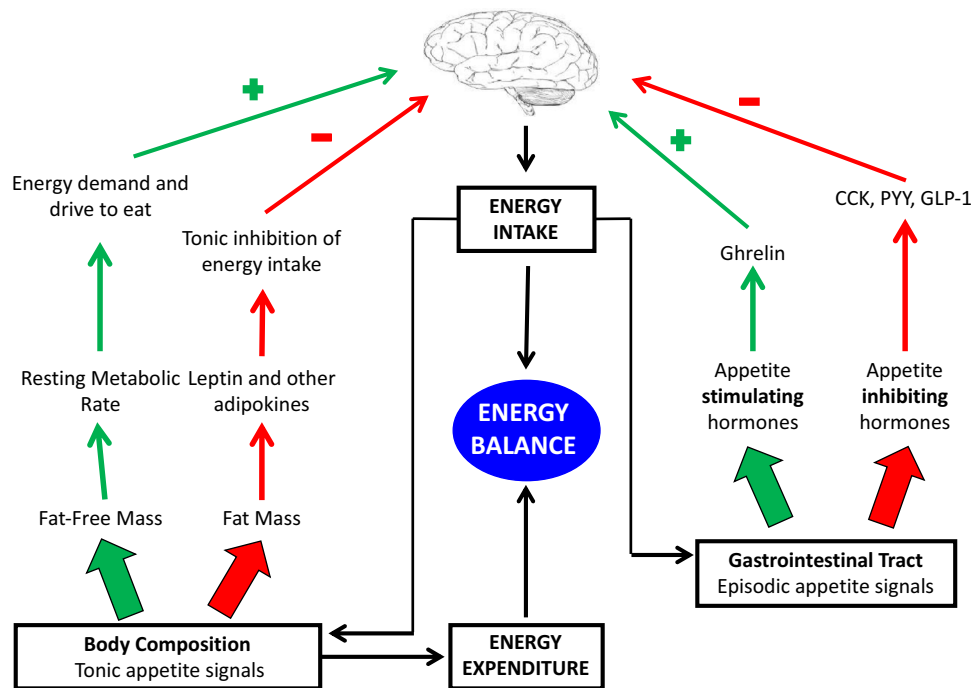 +
−
−
+
Energy demand and
drive to eat
Tonic inhibition of
energy intake
ENERGY
INTAKE
CCK, PYY, GLP-1
Ghrelin
Resting Metabolic
Rate
Leptin and other
adipokines
ENERGY
BALANCE
Appetite
stimulating
hormones
Appetite
inhibiting
hormones
Fat-Free Mass
Fat Mass
Gastrointestinal Tract
Episodic appetite signals
Body Composition
Tonic appetite signals
ENERGY
EXPENDITURE